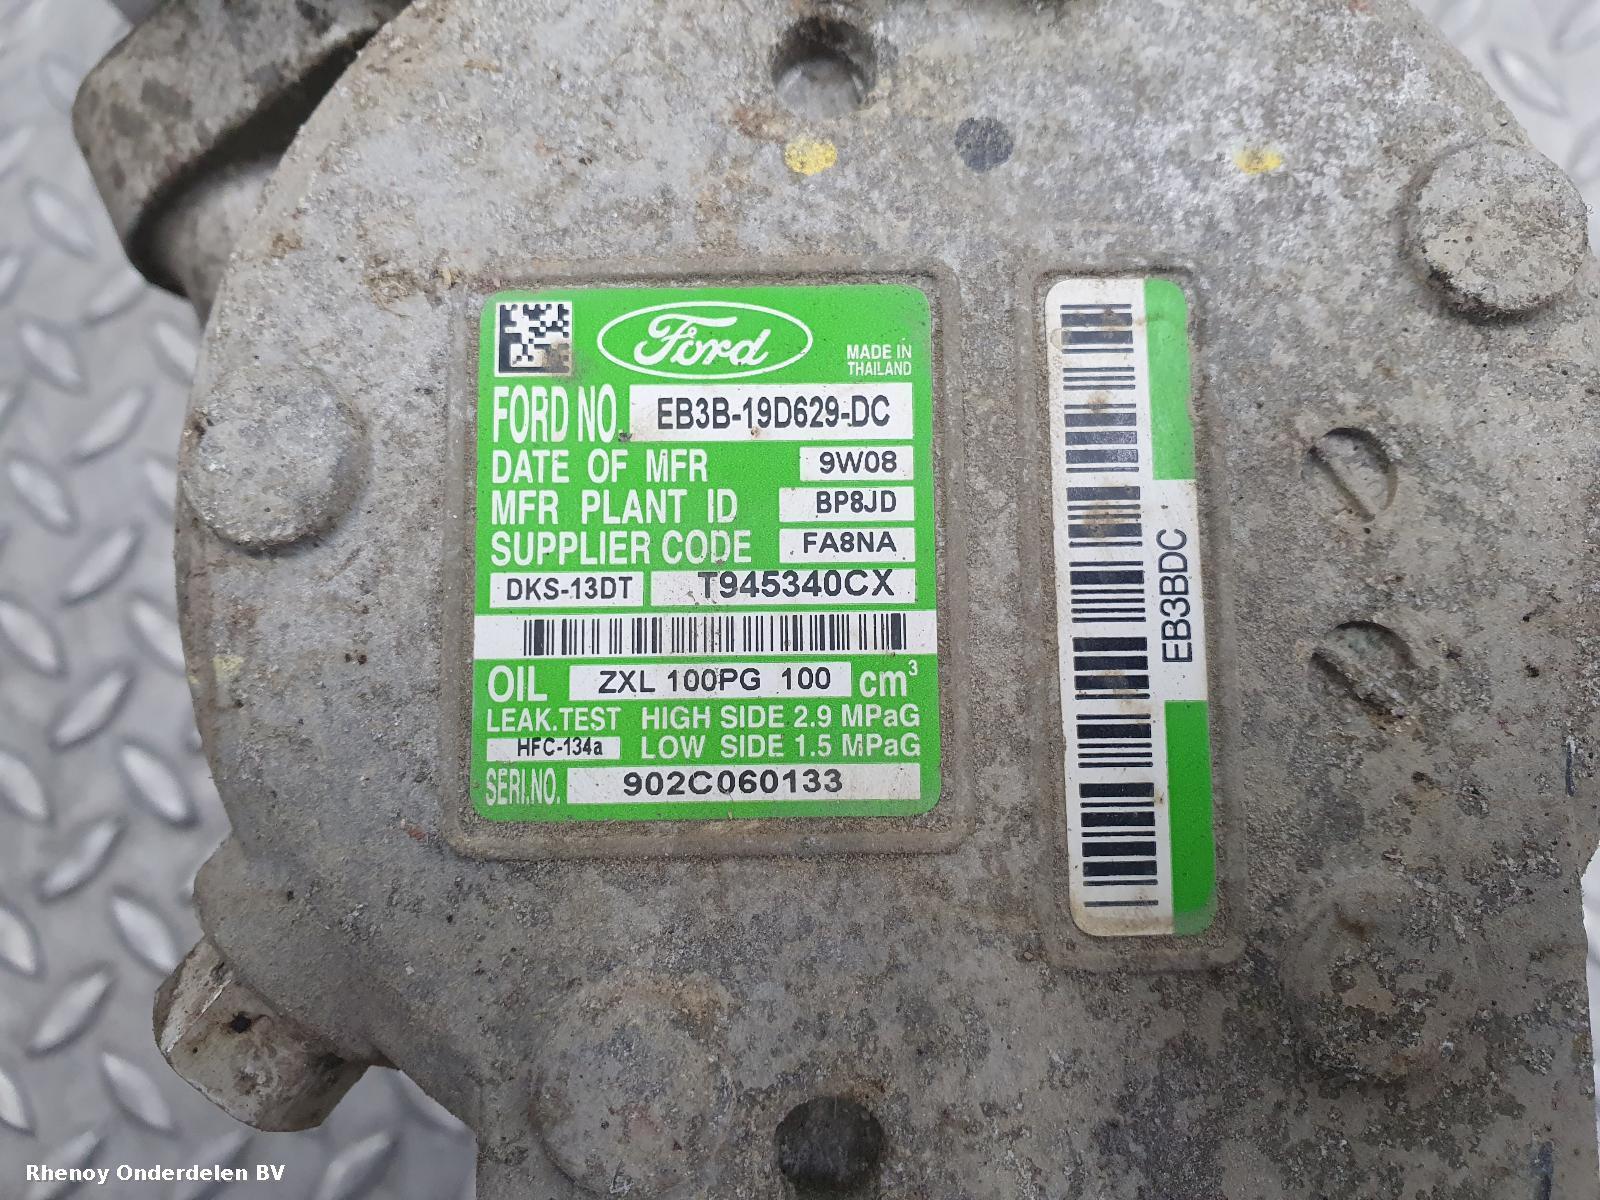 Ford
MADE IN
THAILAND
FORD NO. EB3B-19D629-DC
DATE OF MFR 9W08
MFR PLANT ID BP8JD
SUPPLIER CODE FA8NA
DKS-13DT T945340CX
OIL ZXL 100PG 100 cm³
LEAK.TEST HIGH SIDE 2.9 MPaG
HFC-134a LOW SIDE 1.5 MPaG
SERI.NO. 902C060133
EB3BDC
Rhenoy Onderdelen BV